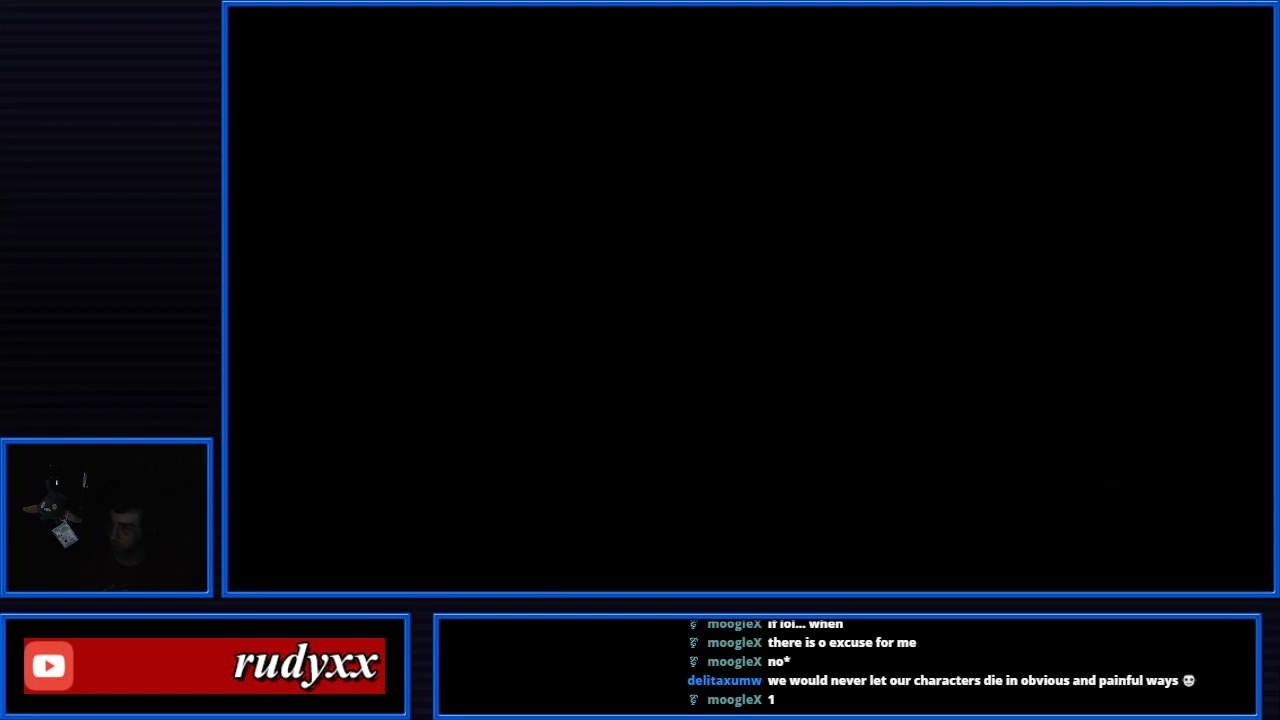 rudyxx
moogleX if lol... when
moogleX there is o excuse for me
moogleX no*
delitaxumw we would never let our characters die in obvious and painful ways 💀
moogleX 1